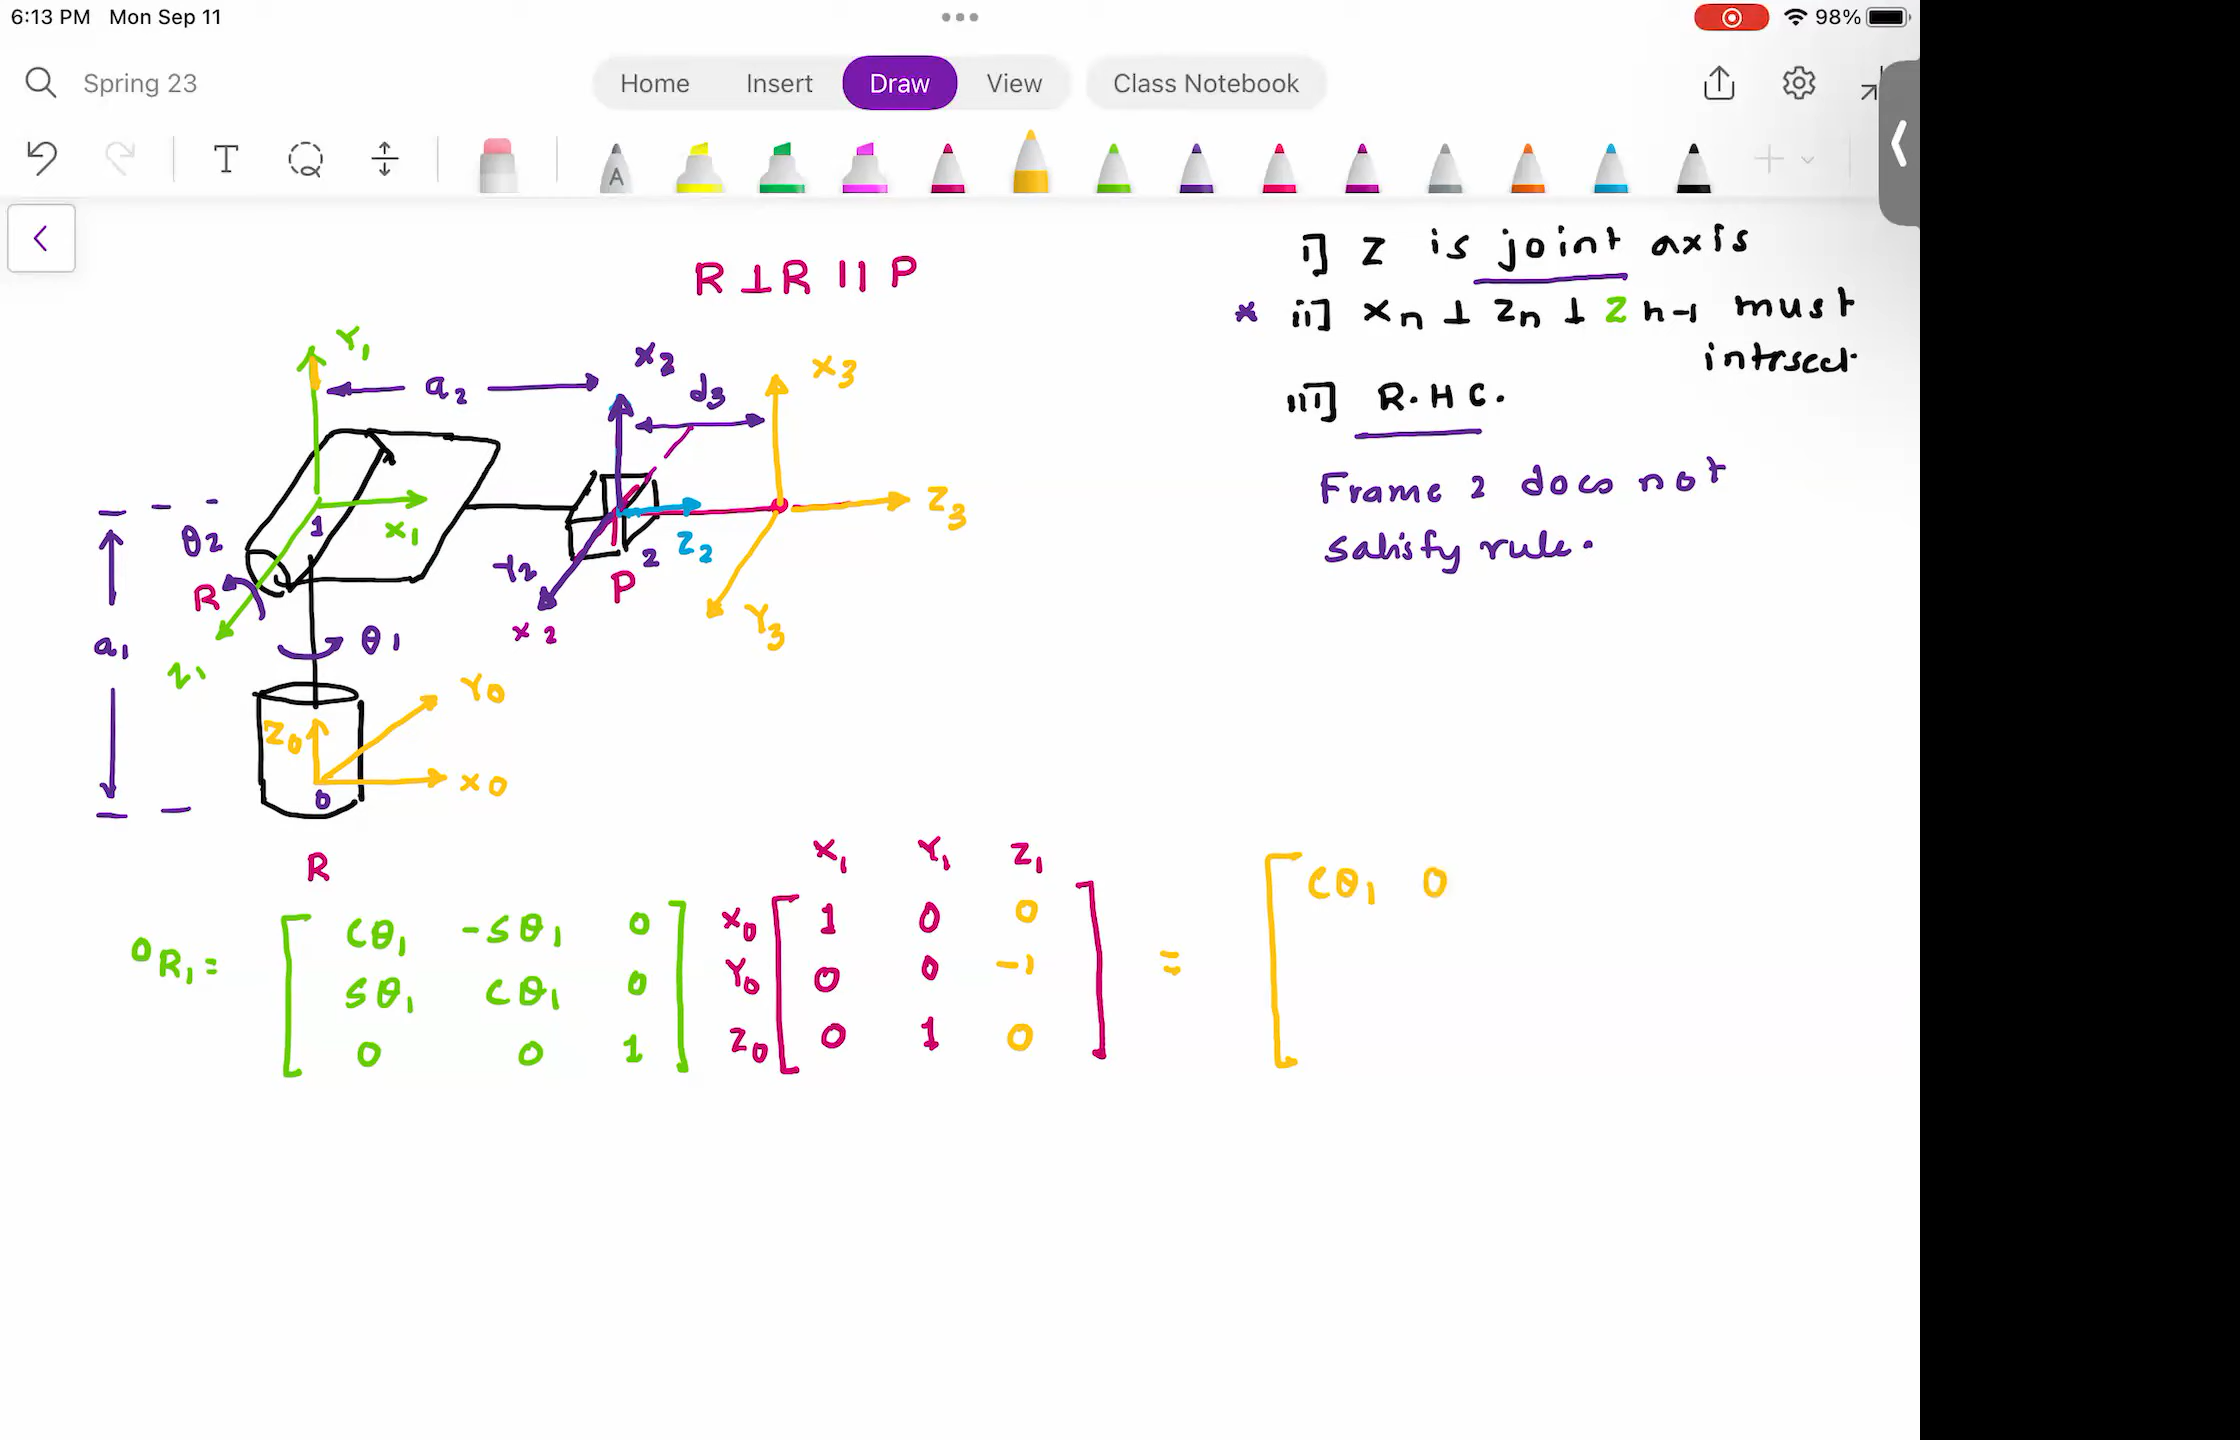 6:13 PM Mon Sep 11
98%
Spring 23
Home Insert Draw View Class Notebook
T
A
R ⊥ R || P
i] Z is joint axis
* ii] Xn ⊥ Zn ⊥ Zn-1 must
intrsect.
iii] R.H.C.
Frame 2 does not
satisfy rule.
Y1
a2
X2
d3
X3
θ2
1
X1
Z3
Y2
2
Z2
P
R
X2
Y3
a1
θ1
Z1
Y0
Z0
X0
0
R
X1 Y1 Z1
0R1 = [ Cθ1 -Sθ1 0 ] X0 [ 1 0 0 ] = [ Cθ1 0
Sθ1 Cθ1 0 Y0 0 0 -1
0 0 1 Z0 0 1 0